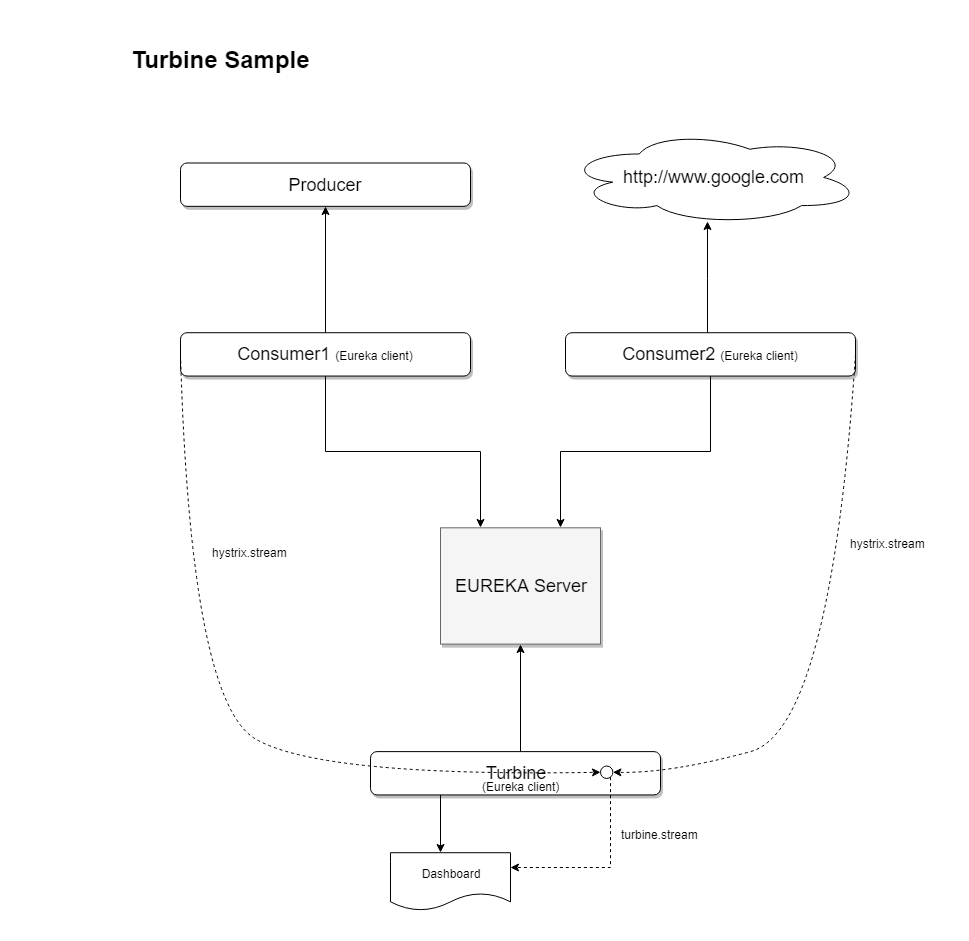 Turbine Sample
Producer
http://www.google.com
Consumer1 (Eureka client)
Consumer2 (Eureka client)
hystrix.stream
hystrix.stream
EUREKA Server
Turbine
(Eureka client)
turbine.stream
Dashboard